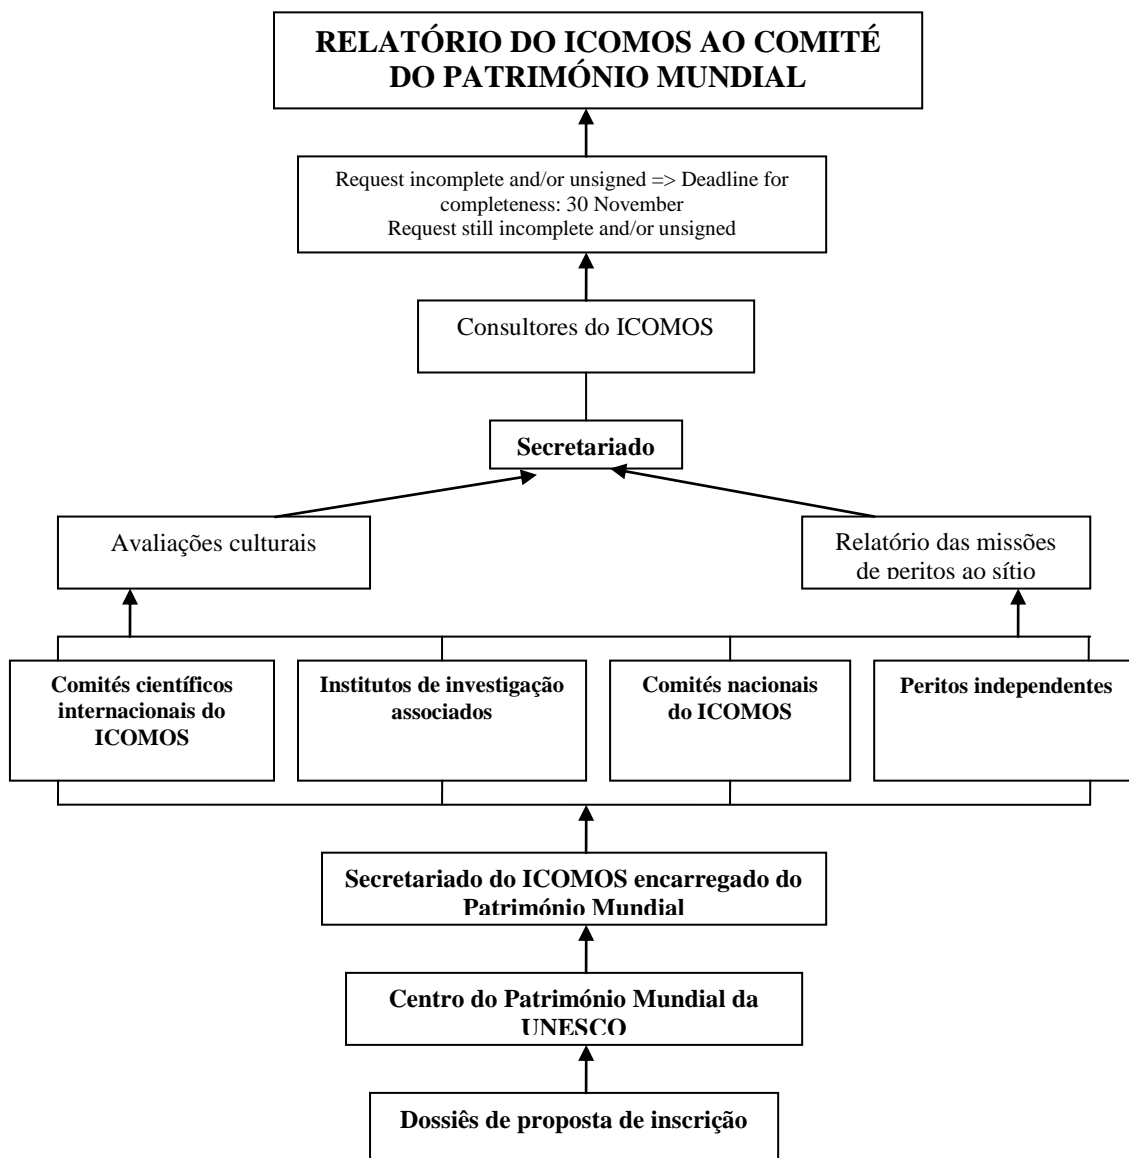 RELATÓRIO DO ICOMOS AO COMITÉ
DO PATRIMÓNIO MUNDIAL
Request incomplete and/or unsigned => Deadline for
completeness: 30 November
Request still incomplete and/or unsigned
Consultores do ICOMOS
Secretariado
Avaliações culturais
Relatório das missões
de peritos ao sítio
Comités científicos
internacionais do
ICOMOS
Institutos de investigação
associados
Comités nacionais
do ICOMOS
Peritos independentes
Secretariado do ICOMOS encarregado do
Património Mundial
Centro do Património Mundial da
UNESCO
Dossiês de proposta de inscrição